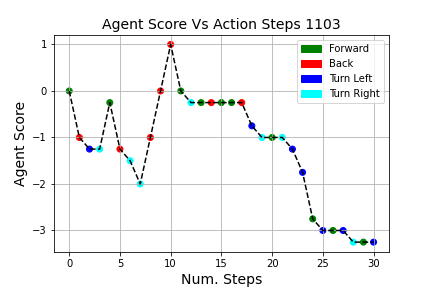 Agent Score Vs Action Steps 1103
Agent Score
1
0
−1
−2
−3
Forward
Back
Turn Left
Turn Right
0 5 10 15 20 25 30
Num. Steps